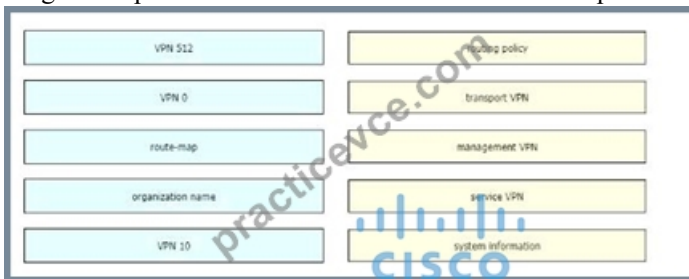 VPN 512
routing policy
VPN 0
transport VPN
route-map
management VPN
organization name
service VPN
VPN 10
system information
practicevce.com
CISCO